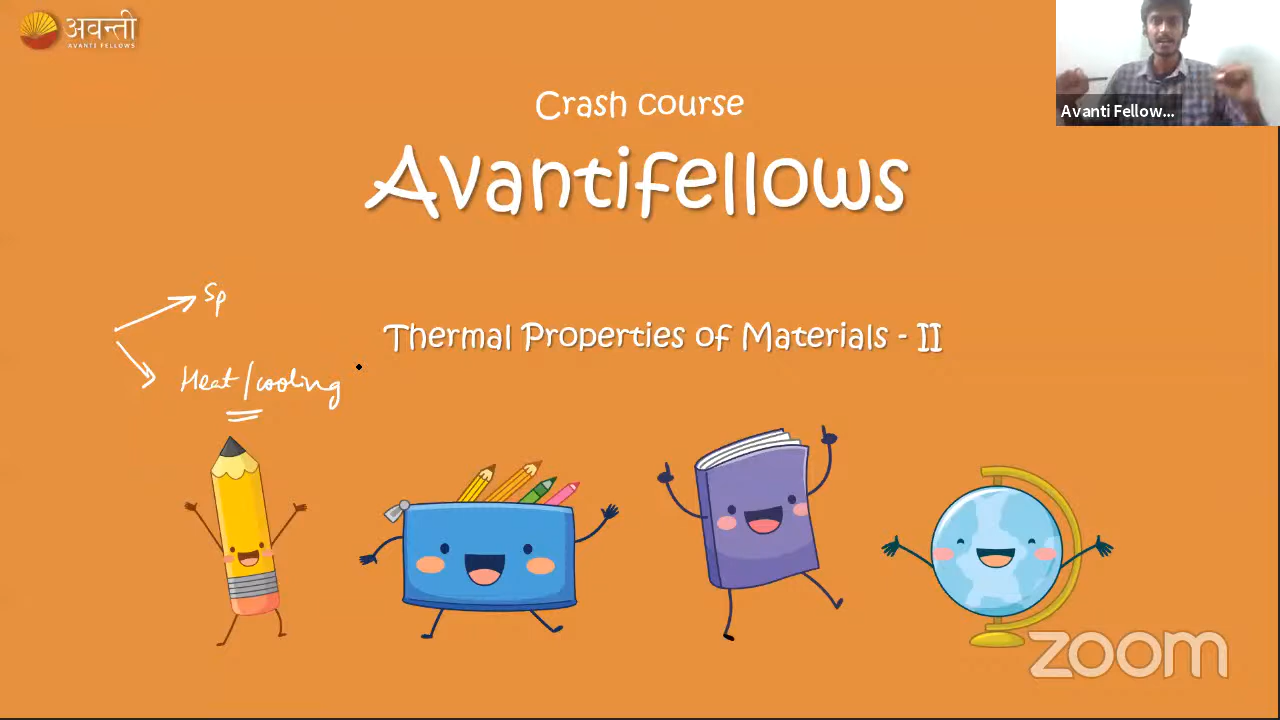 अवन्ती
AVANTI FELLOWS
Avanti Fellow...
Crash course
Avantifellows
Sp
Thermal Properties of Materials - II
Heat/cooling
zoom